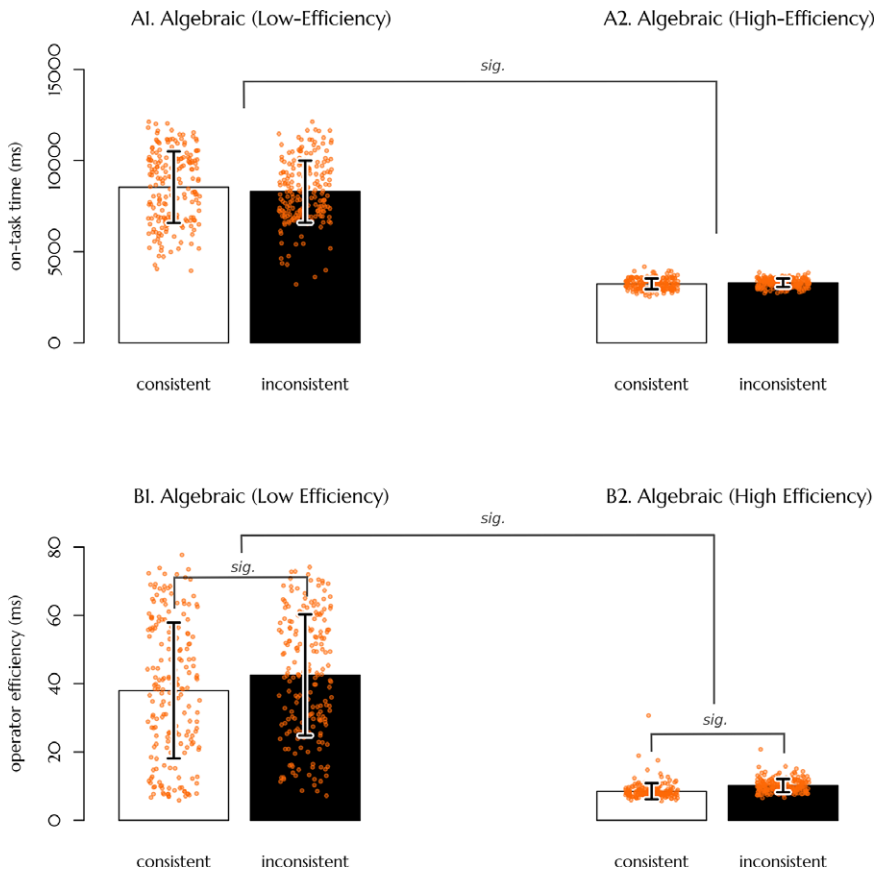 A1. Algebraic (Low-Efficiency)
A2. Algebraic (High-Efficiency)
sig.
on-task time (ms)
15000
10000
5000
0
consistent
inconsistent
consistent
inconsistent
B1. Algebraic (Low Efficiency)
B2. Algebraic (High Efficiency)
sig.
sig.
sig.
operator efficiency (ms)
80
60
40
20
0
consistent
inconsistent
consistent
inconsistent